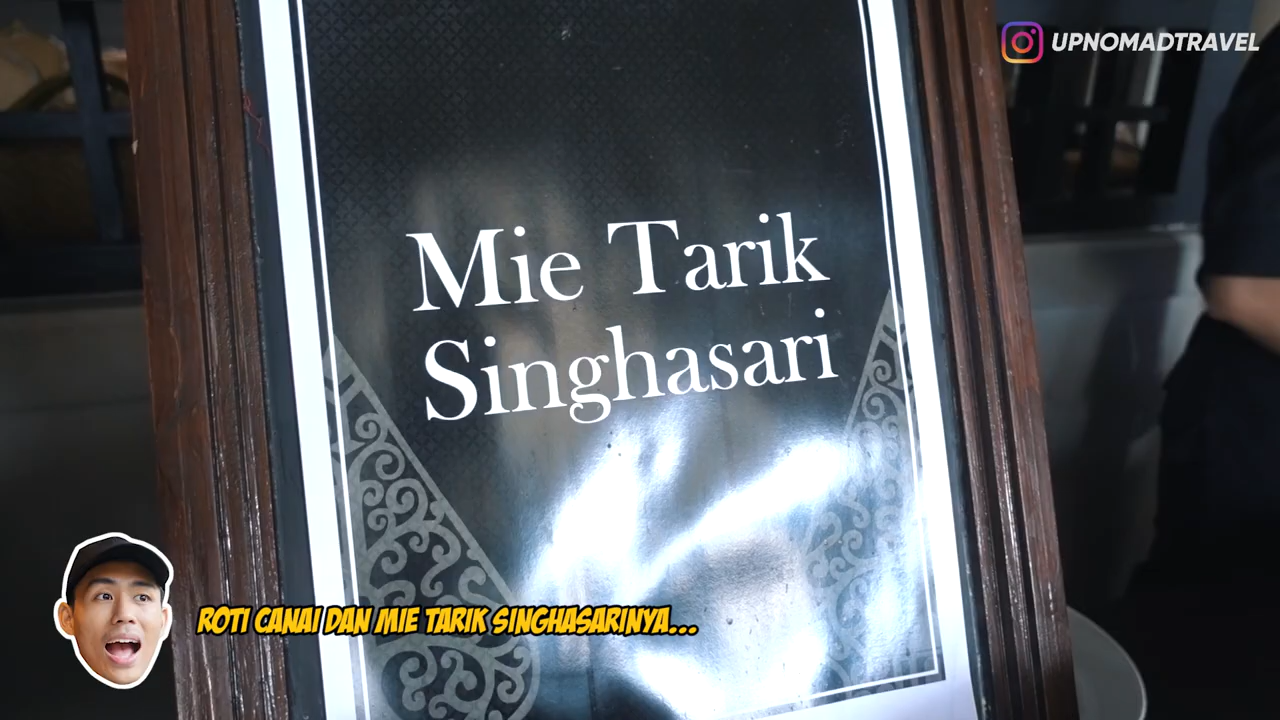 UPNOMADTRAVEL
Mie Tarik
Singhasari
ROTI CANAI DAN MIE TARIK SINGHASARINYA...